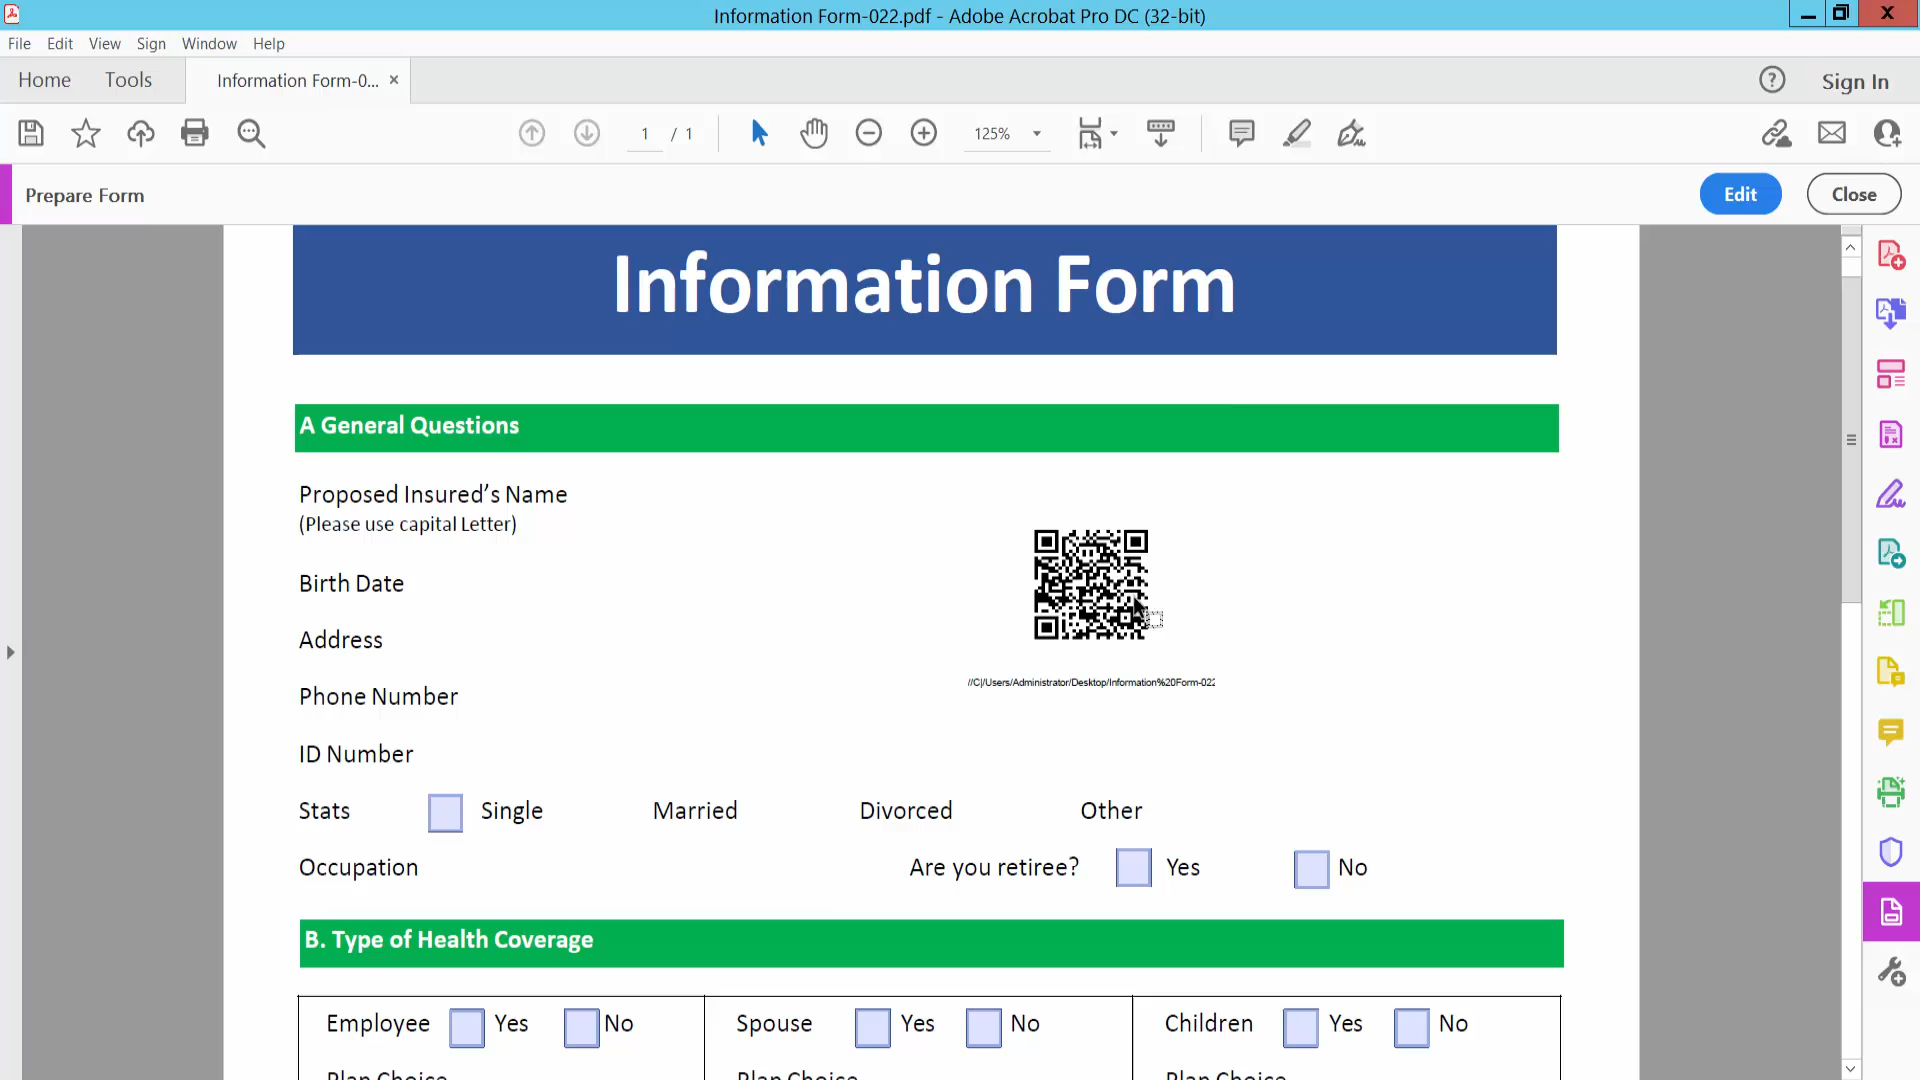 Information Form-022.pdf - Adobe Acrobat Pro DC (32-bit)
File Edit View Sign Window Help
Home Tools Information Form-0... × Sign In
1 / 1 125%
Prepare Form Edit Close
Information Form
A General Questions
Proposed Insured’s Name
(Please use capital Letter)
Birth Date
Address
//C|/Users/Administrator/Desktop/Information%20Form-022
Phone Number
ID Number
Stats Single Married Divorced Other
Occupation Are you retiree? Yes No
B. Type of Health Coverage
Employee Yes No Spouse Yes No Children Yes No
Plan Choice Plan Choice Plan Choice